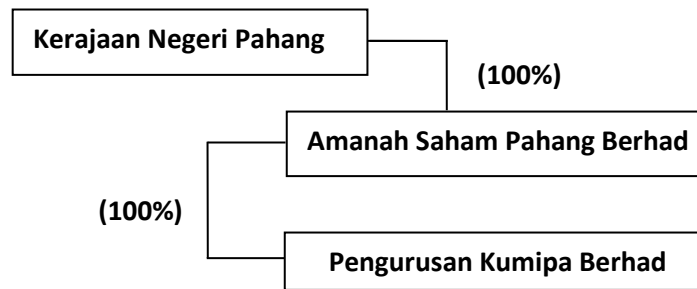 Kerajaan Negeri Pahang
(100%)
Amanah Saham Pahang Berhad
(100%)
Pengurusan Kumipa Berhad